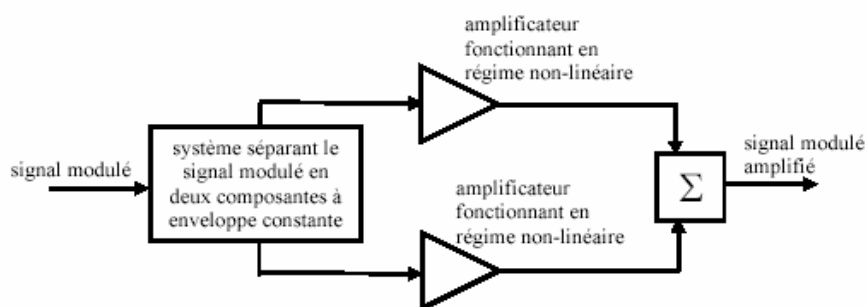 amplificateur
fonctionnant en
régime non-linéaire
signal modulé
système séparant le
signal modulé en
deux composantes à
enveloppe constante
Σ
signal modulé
amplifié
amplificateur
fonctionnant en
régime non-linéaire